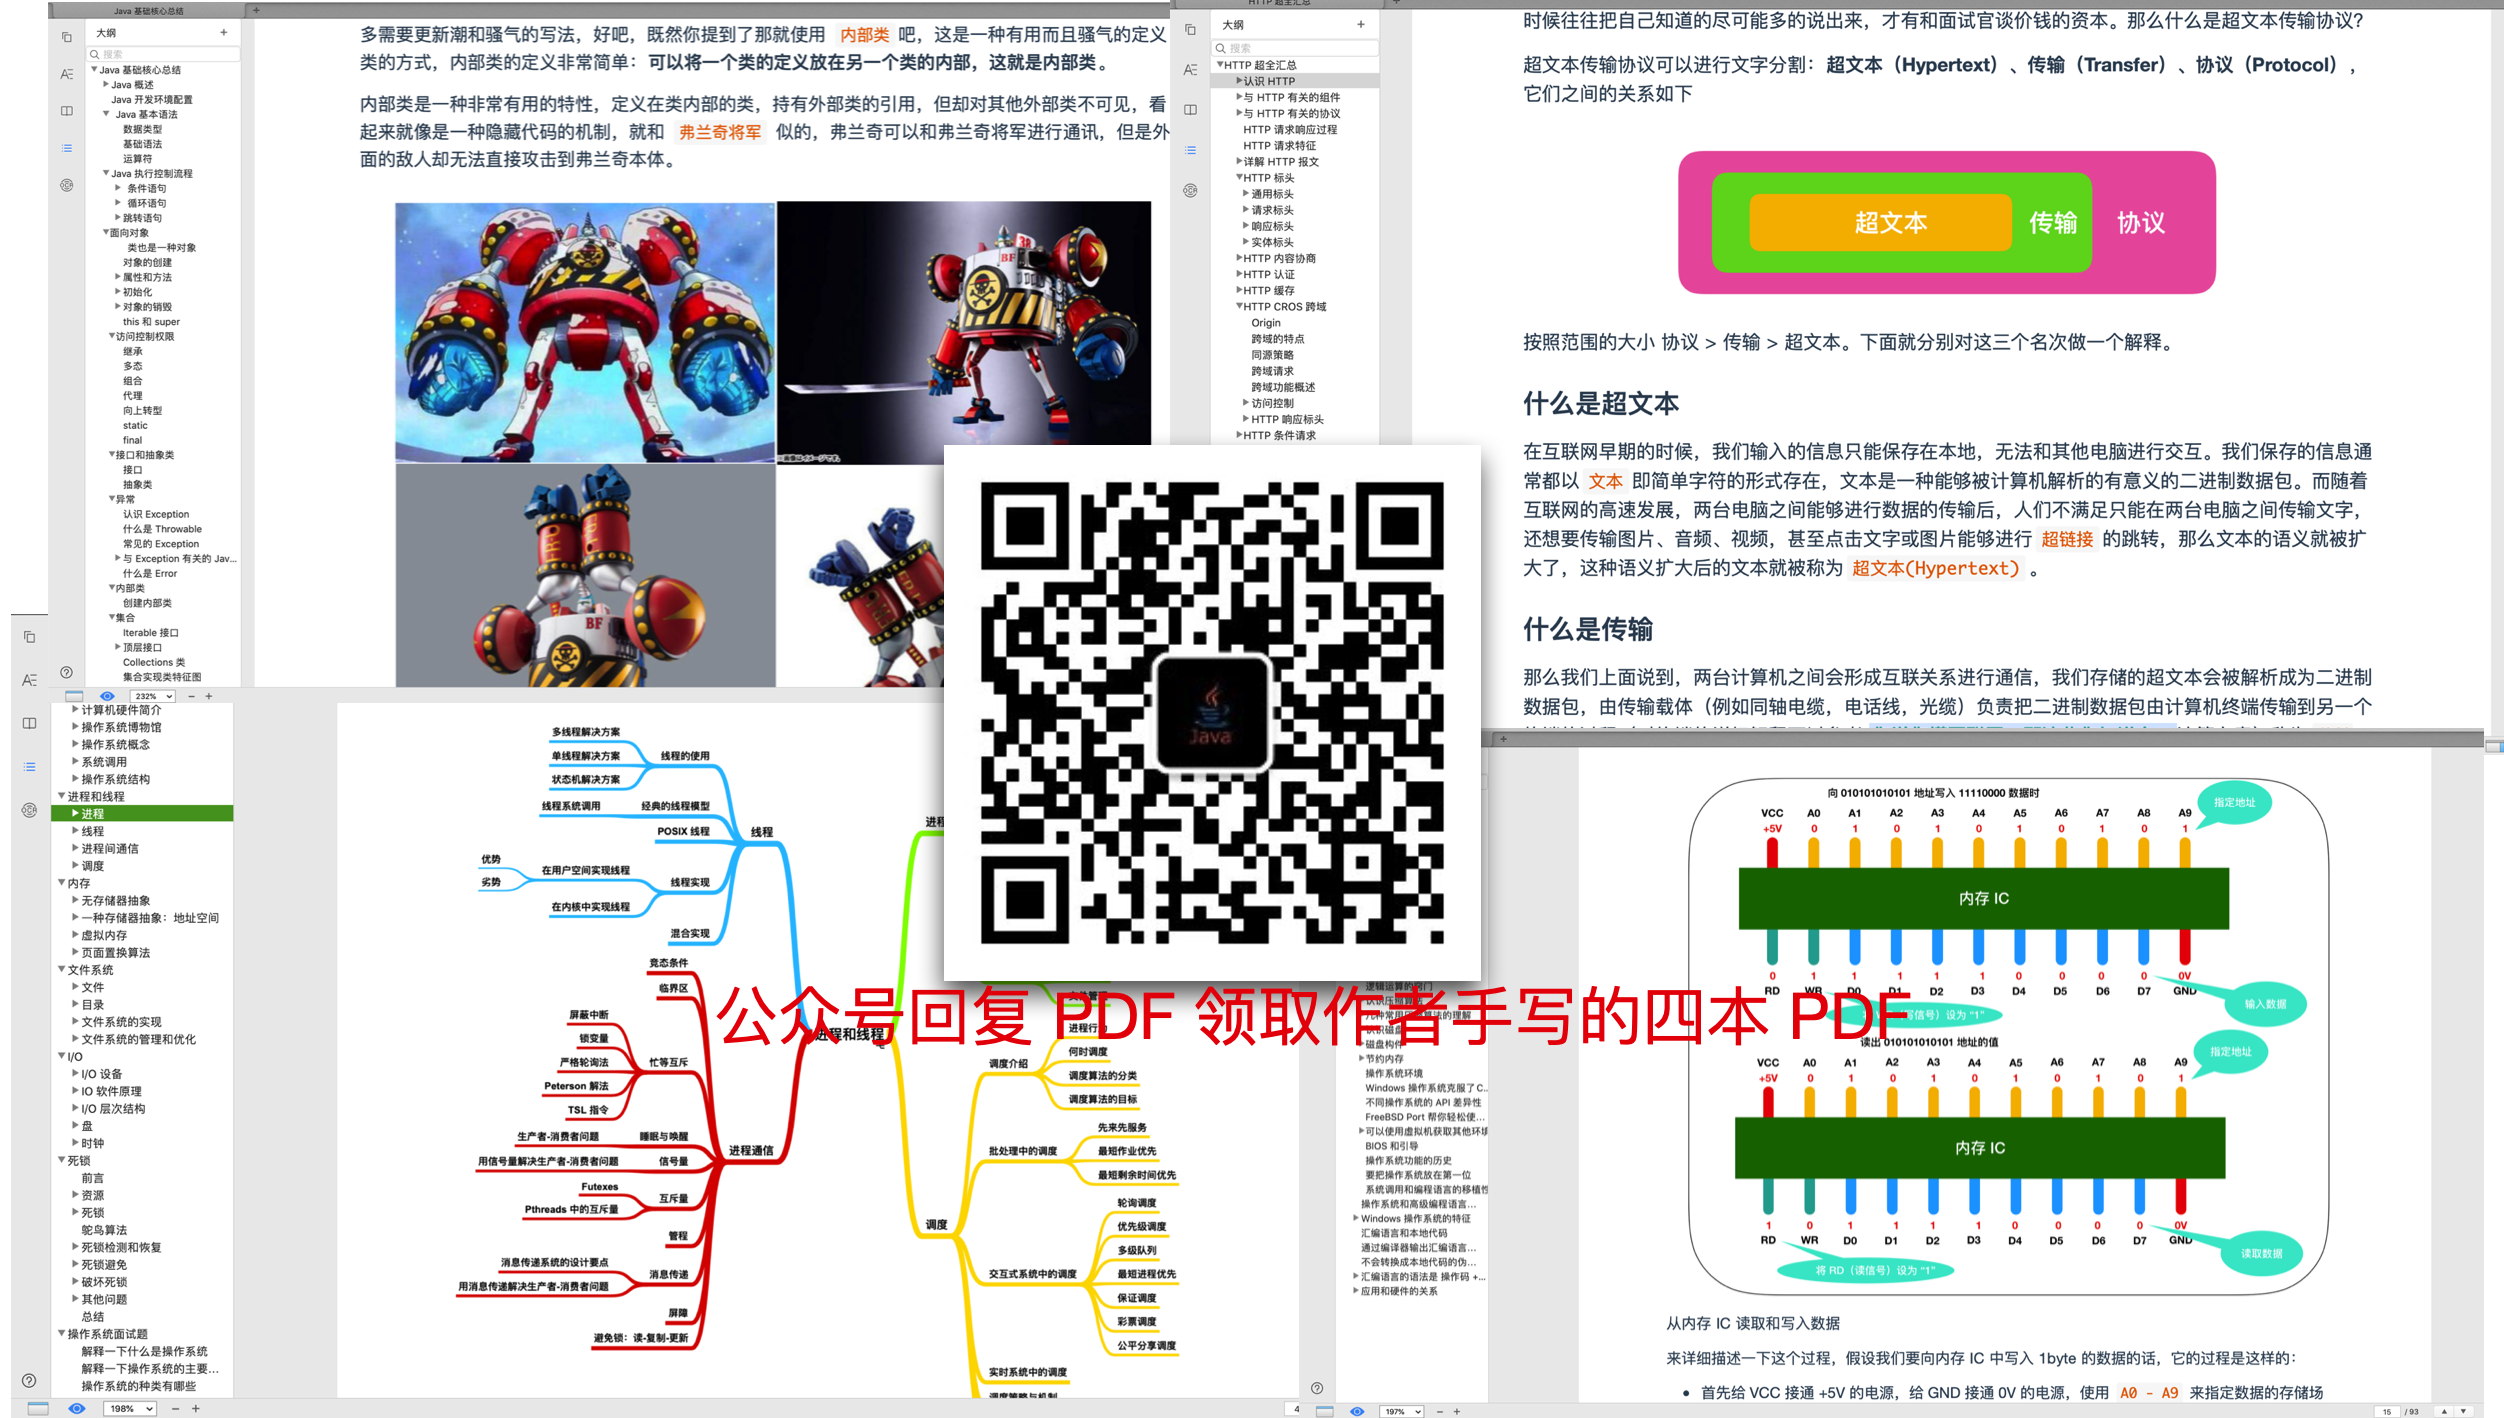 Java 基础核心总结
大纲
搜索
Java 基础核心总结
Java 概述
Java 开发环境配置
Java 基本语法
数据类型
基础语法
运算符
Java 执行控制流程
条件语句
循环语句
跳转语句
面向对象
类也是一种对象
对象的创建
属性和方法
初始化
对象的销毁
this 和 super
访问控制权限
继承
多态
组合
代理
向上转型
static
final
接口和抽象类
接口
抽象类
异常
认识 Exception
什么是 Throwable
常见的 Exception
与 Exception 有关的 Jav...
什么是 Error
内部类
创建内部类
集合
Iterable 接口
顶层接口
Collections 类
集合实现类特征图
232%
多需要更新潮和骚气的写法，好吧，既然你提到了那就使用 内部类 吧，这是一种有用而且骚气的定义
类的方式，内部类的定义非常简单：可以将一个类的定义放在另一个类的内部，这就是内部类。
内部类是一种非常有用的特性，定义在类内部的类，持有外部类的引用，但却对其他外部类不可见，看
起来就像是一种隐藏代码的机制，就和 弗兰奇将军 似的，弗兰奇可以和弗兰奇将军进行通讯，但是外
面的敌人却无法直接攻击到弗兰奇本体。
BF
38
BF
※画像はイメージです。
HTTP 超全汇总
大纲
搜索
HTTP 超全汇总
认识 HTTP
与 HTTP 有关的组件
与 HTTP 有关的协议
HTTP 请求响应过程
HTTP 请求特征
详解 HTTP 报文
HTTP 标头
通用标头
请求标头
响应标头
实体标头
HTTP 内容协商
HTTP 认证
HTTP 缓存
HTTP CROS 跨域
Origin
跨域的特点
同源策略
跨域请求
跨域功能概述
访问控制
HTTP 响应标头
HTTP 条件请求
时候往往把自己知道的尽可能多的说出来，才有和面试官谈价钱的资本。那么什么是超文本传输协议？
超文本传输协议可以进行文字分割：超文本（Hypertext）、传输（Transfer）、协议（Protocol），
它们之间的关系如下
超文本 传输 协议
按照范围的大小 协议 > 传输 > 超文本。下面就分别对这三个名次做一个解释。
什么是超文本
在互联网早期的时候，我们输入的信息只能保存在本地，无法和其他电脑进行交互。我们保存的信息通
常都以 文本 即简单字符的形式存在，文本是一种能够被计算机解析的有意义的二进制数据包。而随着
互联网的高速发展，两台电脑之间能够进行数据的传输后，人们不满足只能在两台电脑之间传输文字，
还想要传输图片、音频、视频，甚至点击文字或图片能够进行 超链接 的跳转，那么文本的语义就被扩
大了，这种语义扩大后的文本就被称为 超文本(Hypertext) 。
什么是传输
那么我们上面说到，两台计算机之间会形成互联关系进行通信，我们存储的超文本会被解析成为二进制
数据包，由传输载体（例如同轴电缆，电话线，光缆）负责把二进制数据包由计算机终端传输到另一个
Java
公众号回复 PDF 领取作者手写的四本 PDF
计算机硬件简介
操作系统博物馆
操作系统概念
系统调用
操作系统结构
进程和线程
进程
线程
进程间通信
调度
内存
无存储器抽象
一种存储器抽象：地址空间
虚拟内存
页面置换算法
文件系统
文件
目录
文件系统的实现
文件系统的管理和优化
I/O
I/O 设备
IO 软件原理
I/O 层次结构
盘
时钟
死锁
前言
资源
死锁
鸵鸟算法
死锁检测和恢复
死锁避免
破坏死锁
其他问题
总结
操作系统面试题
解释一下什么是操作系统
解释一下操作系统的主要...
操作系统的种类有哪些
198%
多线程解决方案
单线程解决方案
状态机解决方案
线程的使用
线程系统调用
经典的线程模型
POSIX 线程
线程
优势
劣势
在用户空间实现线程
线程实现
在内核中实现线程
混合实现
竞态条件
临界区
屏蔽中断
锁变量
严格轮询法
忙等互斥
Peterson 解法
TSL 指令
生产者-消费者问题
睡眠与唤醒
进程通信
用信号量解决生产者-消费者问题
信号量
Futexes
互斥量
Pthreads 中的互斥量
管程
消息传递系统的设计要点
消息传递
用消息传递解决生产者-消费者问题
屏障
避免锁：读-复制-更新
进程和线程
进程
调度介绍
何时调度
调度算法的分类
调度算法的目标
先来先服务
批处理中的调度
最短作业优先
最短剩余时间优先
调度
轮询调度
优先级调度
多级队列
交互式系统中的调度
最短进程优先
保证调度
彩票调度
公平分享调度
实时系统中的调度
调度策略与机制
4
逻辑运算的窍门
认识压缩算法
几种常用压缩算法的理解
认识磁盘
磁盘构件
节约内存
操作系统环境
Windows 操作系统克服了C...
不同操作系统的 API 差异性
FreeBSD Port 帮你轻松使...
可以使用虚拟机获取其他环境
BIOS 和引导
操作系统功能的历史
要把操作系统放在第一位
系统调用和编程语言的移植性
操作系统和高级编程语言...
Windows 操作系统的特征
汇编语言和本地代码
通过编译器输出汇编语言...
不会转换成本地代码的伪...
汇编语言的语法是 操作码 +...
应用和硬件的关系
197%
向 010101010101 地址写入 11110000 数据时
指定地址
VCC A0 A1 A2 A3 A4 A5 A6 A7 A8 A9
+5V 0 1 0 1 0 1 0 1 0 1
内存 IC
0 1 1 1 1 1 0 0 0 0 0V
RD WR D0 D1 D2 D3 D4 D5 D6 D7 GND
输入数据
读出 010101010101 地址的值
指定地址
VCC A0 A1 A2 A3 A4 A5 A6 A7 A8 A9
+5V 0 1 0 1 0 1 0 1 0 1
内存 IC
1 0 1 1 1 1 0 0 0 0 0V
RD WR D0 D1 D2 D3 D4 D5 D6 D7 GND
将 RD（读信号）设为 “1”
读取数据
从内存 IC 读取和写入数据
来详细描述一下这个过程，假设我们要向内存 IC 中写入 1byte 的数据的话，它的过程是这样的：
首先给 VCC 接通 +5V 的电源，给 GND 接通 0V 的电源，使用 A0 - A9 来指定数据的存储场
15 / 93